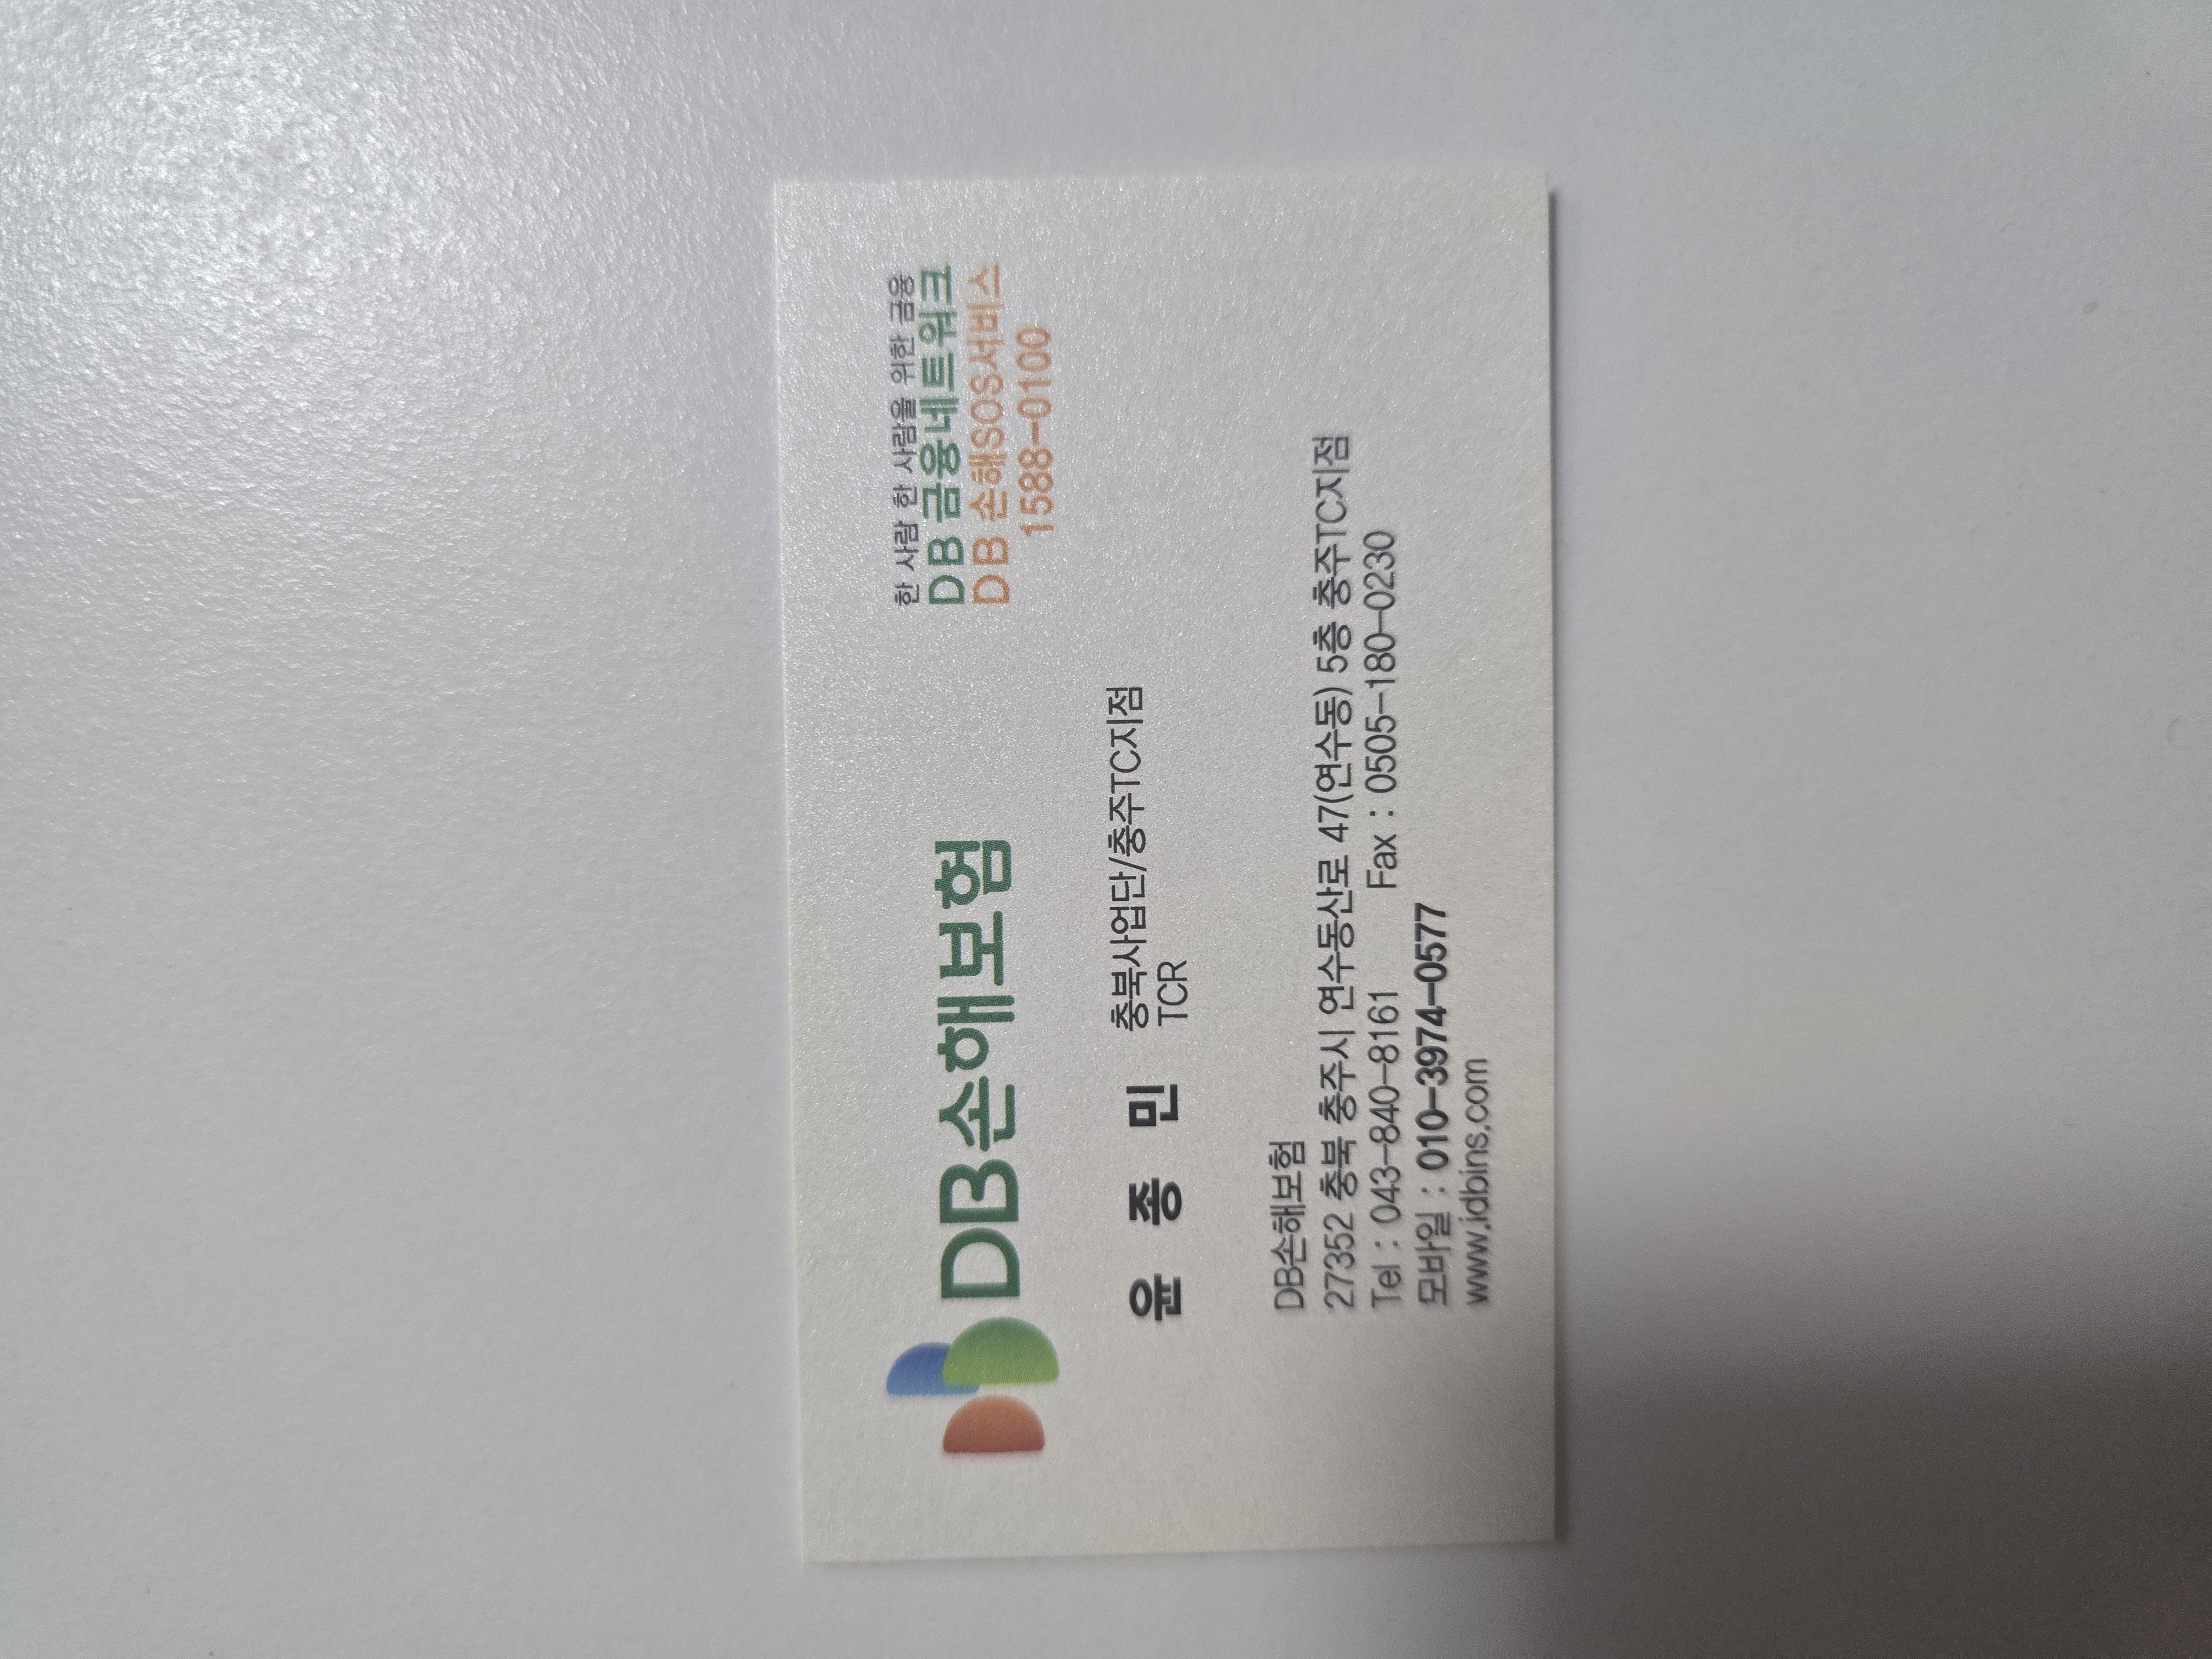 DB손해보험
한 사람 한 사람을 위한 금융
DB 금융네트워크
DB 손해SOS서비스
1588-0100
윤 종 민 충북사업단/충주TC지점
TCR
DB손해보험
27352 충북 충주시 연수동산로 47(연수동) 5층 충주TC지점
Tel : 043-840-8161 Fax : 0505-180-0230
모바일 : 010-3974-0577
www.idbins.com